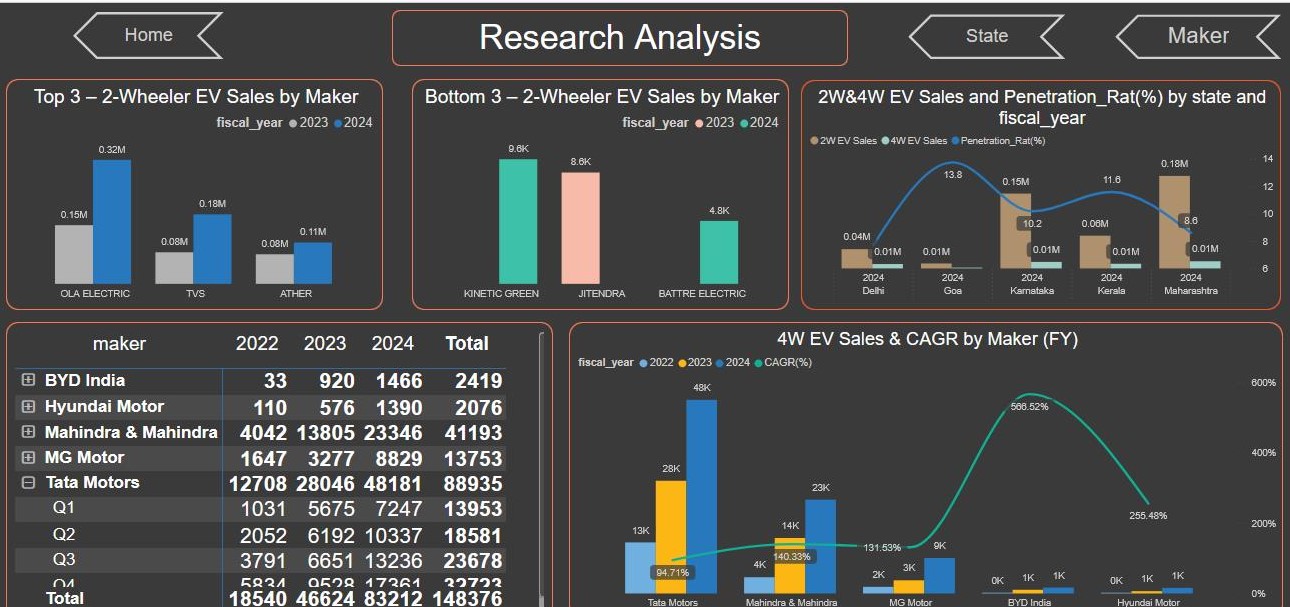 Home
Research Analysis
State
Maker
Top 3 – 2-Wheeler EV Sales by Maker
fiscal_year 2023 2024
0.32M
0.15M
0.18M
0.08M
0.08M
0.11M
OLA ELECTRIC TVS ATHER
Bottom 3 – 2-Wheeler EV Sales by Maker
fiscal_year 2023 2024
9.6K
8.6K
4.8K
KINETIC GREEN JITENDRA BATTRE ELECTRIC
2W&4W EV Sales and Penetration_Rat(%) by state and
fiscal_year
2W EV Sales 4W EV Sales Penetration_Rat(%)
14
12
10
8
6
0.04M
0.01M
0.01M
13.8
0.15M
10.2
0.01M
0.06M
11.6
0.01M
0.18M
8.6
0.01M
2024 2024 2024 2024 2024
Delhi Goa Karnataka Kerala Maharashtra
maker 2022 2023 2024 Total
BYD India 33 920 1466 2419
Hyundai Motor 110 576 1390 2076
Mahindra & Mahindra 4042 13805 23346 41193
MG Motor 1647 3277 8829 13753
Tata Motors 12708 28046 48181 88935
Q1 1031 5675 7247 13953
Q2 2052 6192 10337 18581
Q3 3791 6651 13236 23678
Q4 5834 9528 17361 32723
Total 18540 46624 83212 148376
4W EV Sales & CAGR by Maker (FY)
fiscal_year 2022 2023 2024 CAGR(%)
600%
400%
200%
0%
13K
28K
48K
94.71%
4K
14K
23K
140.33%
2K
3K
9K
131.53%
0K
1K
1K
566.52%
0K
1K
1K
255.48%
Tata Motors Mahindra & Mahindra MG Motor BYD India Hyundai Motor